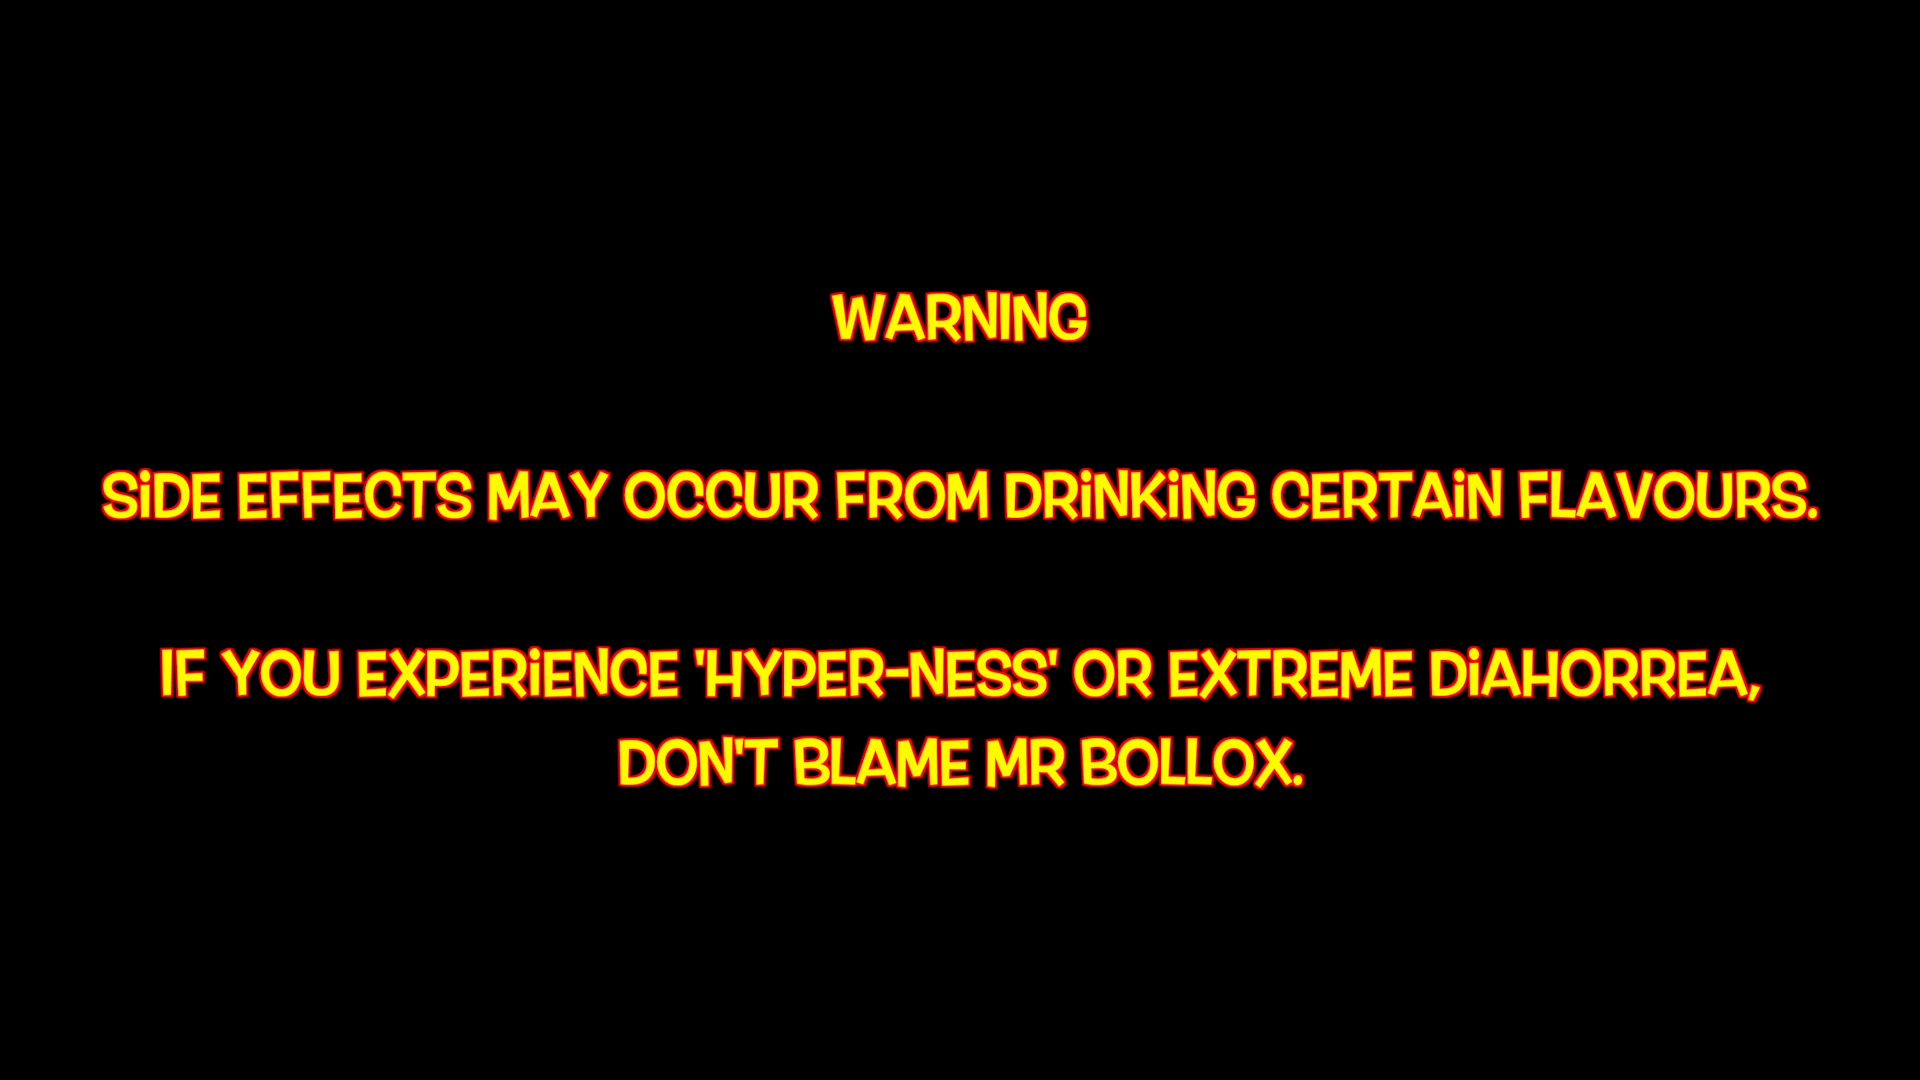 WARNING
SiDE EFFECTS MAY OCCUR FROM DRiNKiNG CERTAiN FLAVOURS.
IF YOU EXPERiENCE 'HYPER-NESS' OR EXTREME DiAHORREA,
DON'T BLAME MR BOLLOX.